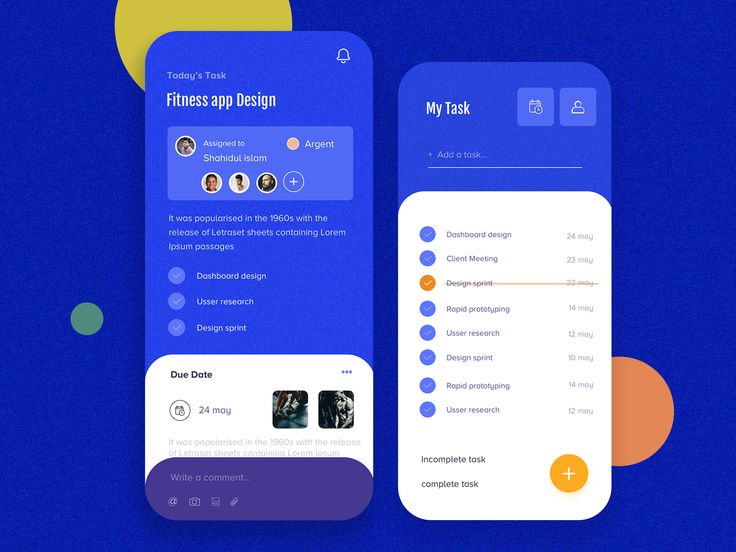 Today's Task
Fitness app Design
Assigned to
Shahidul islam
Argent
It was popularised in the 1960s with the
release of Letraset sheets containing Lorem
Ipsum passages
Dashboard design
Usser research
Design sprint
Due Date
24 may
It was popularised in the 1960s with the release
of Letraset sheets containing Lorem Ipsum
Write a comment...
@
My Task
+ Add a task...
Dashboard design 24 may
Client Meeting 23 may
Design sprint 22 may
Rapid prototyping 14 may
Usser research 12 may
Design sprint 10 may
Rapid prototyping 14 may
Usser research 12 may
Incomplete task
complete task